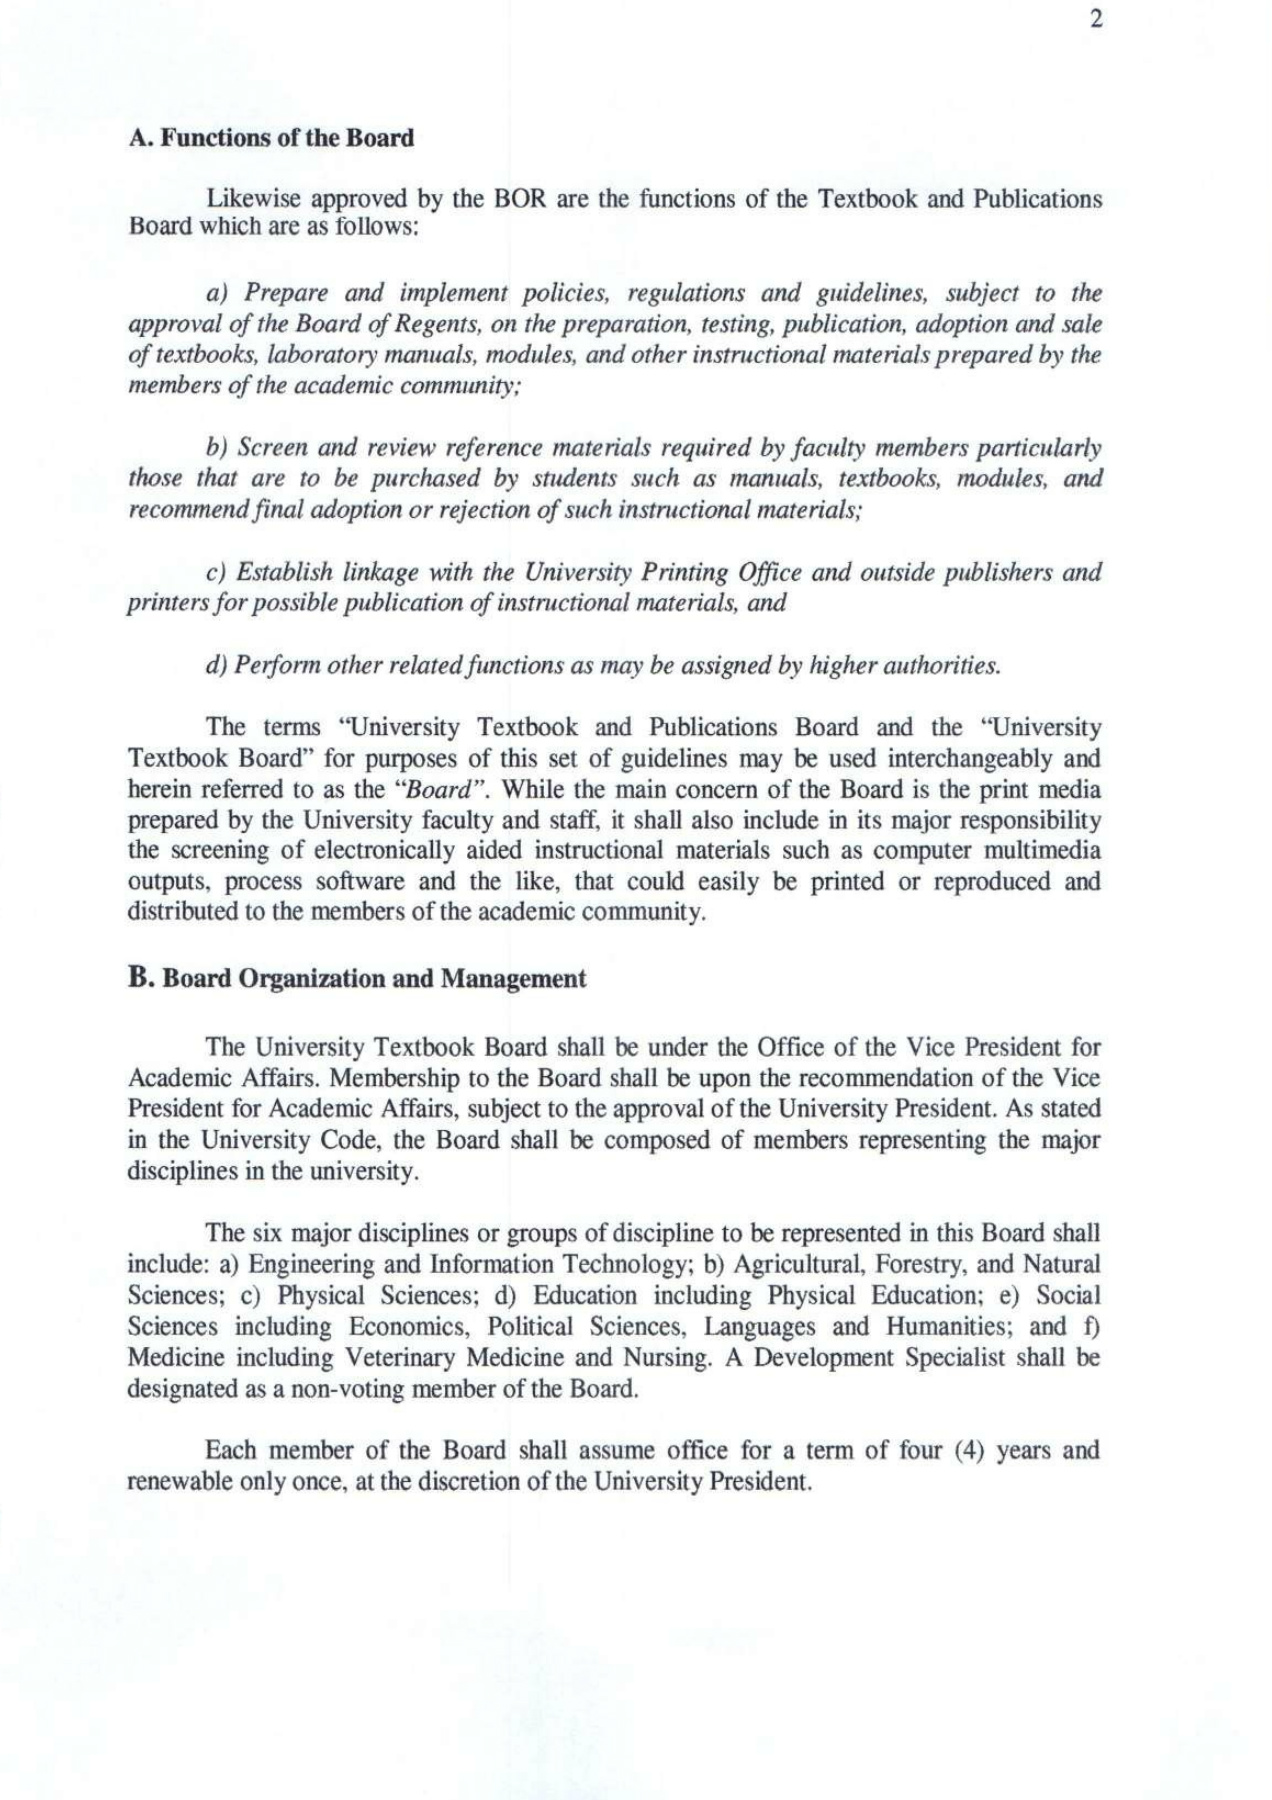 2
A. Functions of the Board
Likewise approved by the BOR are the functions of the Textbook and Publications
Board which are as follows:
a) Prepare and implement policies, regulations and guidelines, subject to the
approval of the Board of Regents, on the preparation, testing, publication, adoption and sale
of textbooks, laboratory manuals, modules, and other instructional materials prepared by the
members of the academic community;
b) Screen and review reference materials required by faculty members particularly
those that are to be purchased by students such as manuals, textbooks, modules, and
recommend final adoption or rejection of such instructional materials;
c) Establish linkage with the University Printing Office and outside publishers and
printers for possible publication of instructional materials, and
d) Perform other related functions as may be assigned by higher authorities.
The terms “University Textbook and Publications Board and the “University
Textbook Board” for purposes of this set of guidelines may be used interchangeably and
herein referred to as the “Board”. While the main concern of the Board is the print media
prepared by the University faculty and staff, it shall also include in its major responsibility
the screening of electronically aided instructional materials such as computer multimedia
outputs, process software and the like, that could easily be printed or reproduced and
distributed to the members of the academic community.
B. Board Organization and Management
The University Textbook Board shall be under the Office of the Vice President for
Academic Affairs. Membership to the Board shall be upon the recommendation of the Vice
President for Academic Affairs, subject to the approval of the University President. As stated
in the University Code, the Board shall be composed of members representing the major
disciplines in the university.
The six major disciplines or groups of discipline to be represented in this Board shall
include: a) Engineering and Information Technology; b) Agricultural, Forestry, and Natural
Sciences; c) Physical Sciences; d) Education including Physical Education; e) Social
Sciences including Economics, Political Sciences, Languages and Humanities; and f)
Medicine including Veterinary Medicine and Nursing. A Development Specialist shall be
designated as a non-voting member of the Board.
Each member of the Board shall assume office for a term of four (4) years and
renewable only once, at the discretion of the University President.